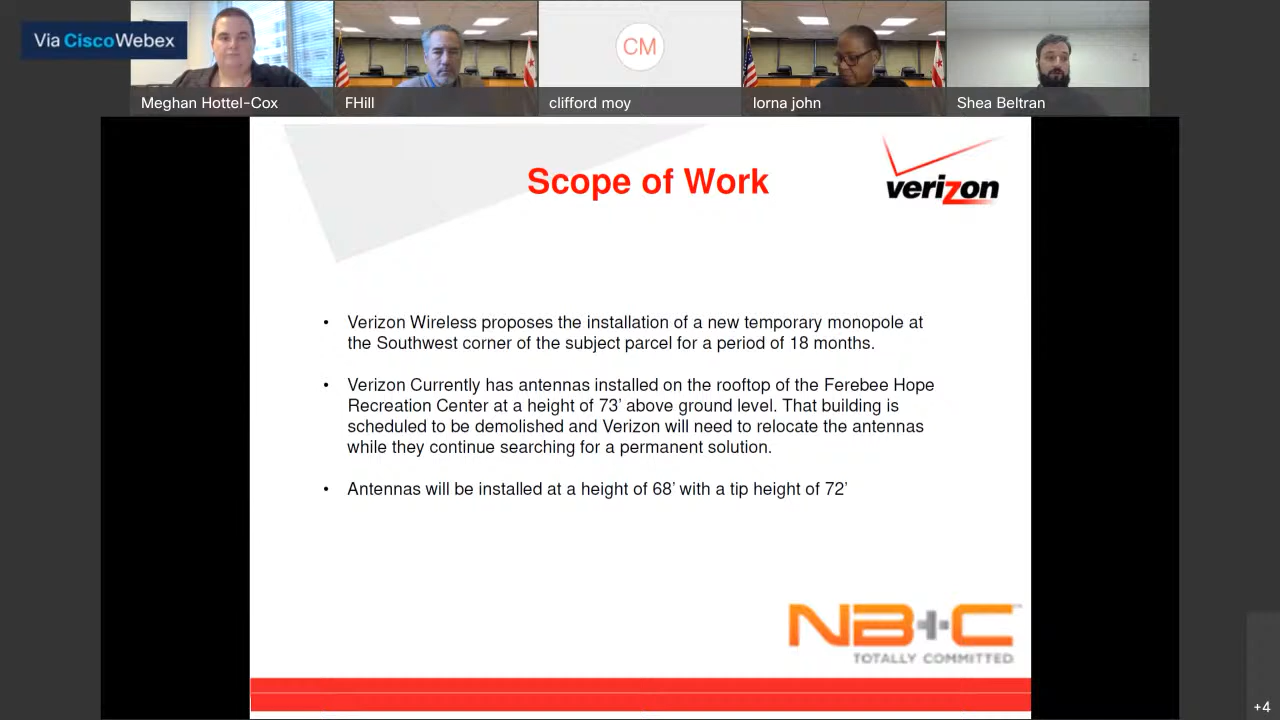 Via CiscoWebex
CM
Meghan Hottel-Cox
FHill
clifford moy
lorna john
Shea Beltran
Scope of Work
verizon
• Verizon Wireless proposes the installation of a new temporary monopole at
the Southwest corner of the subject parcel for a period of 18 months.
• Verizon Currently has antennas installed on the rooftop of the Ferebee Hope
Recreation Center at a height of 73’ above ground level. That building is
scheduled to be demolished and Verizon will need to relocate the antennas
while they continue searching for a permanent solution.
• Antennas will be installed at a height of 68’ with a tip height of 72’
NB+C
TOTALLY COMMITTED
+4